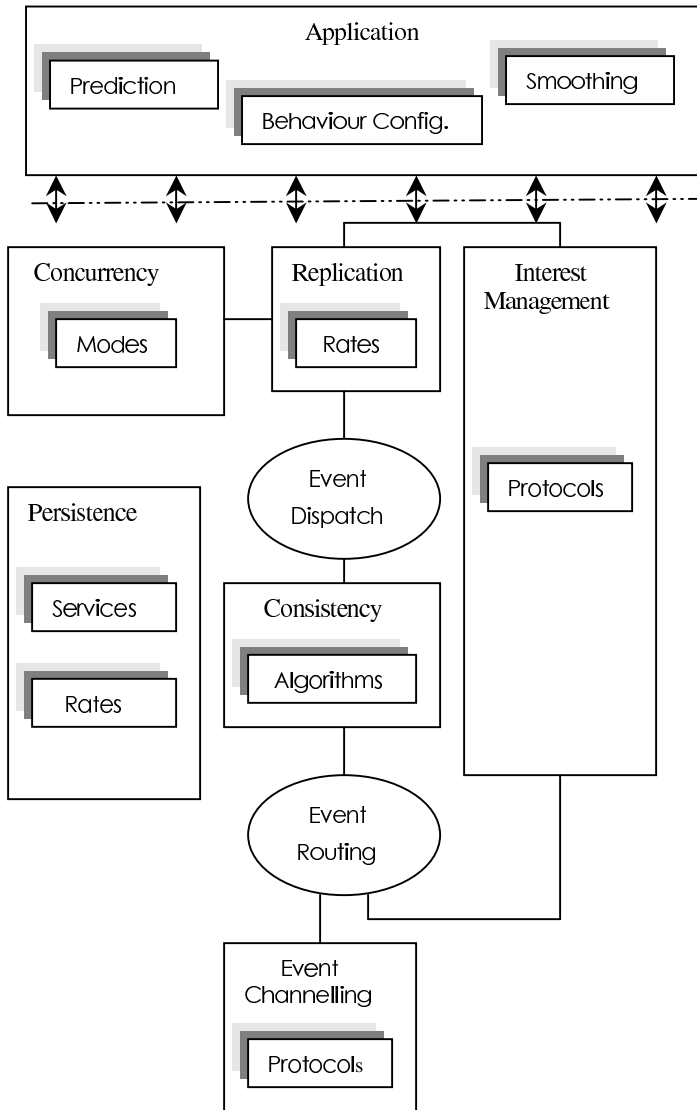 Application
Prediction
Behaviour Config.
Smoothing
Concurrency
Modes
Replication
Rates
Interest
Management
Protocols
Event
Dispatch
Persistence
Services
Rates
Consistency
Algorithms
Event
Routing
Event
Channelling
Protocols